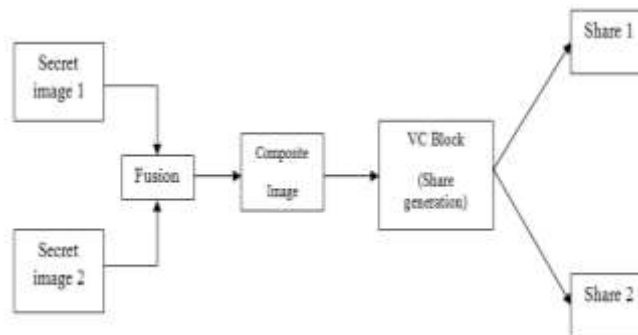 Secret
image 1
Fusion
Secret
image 2
Composite
Image
VC Block
(Share
generation)
Share 1
Share 2